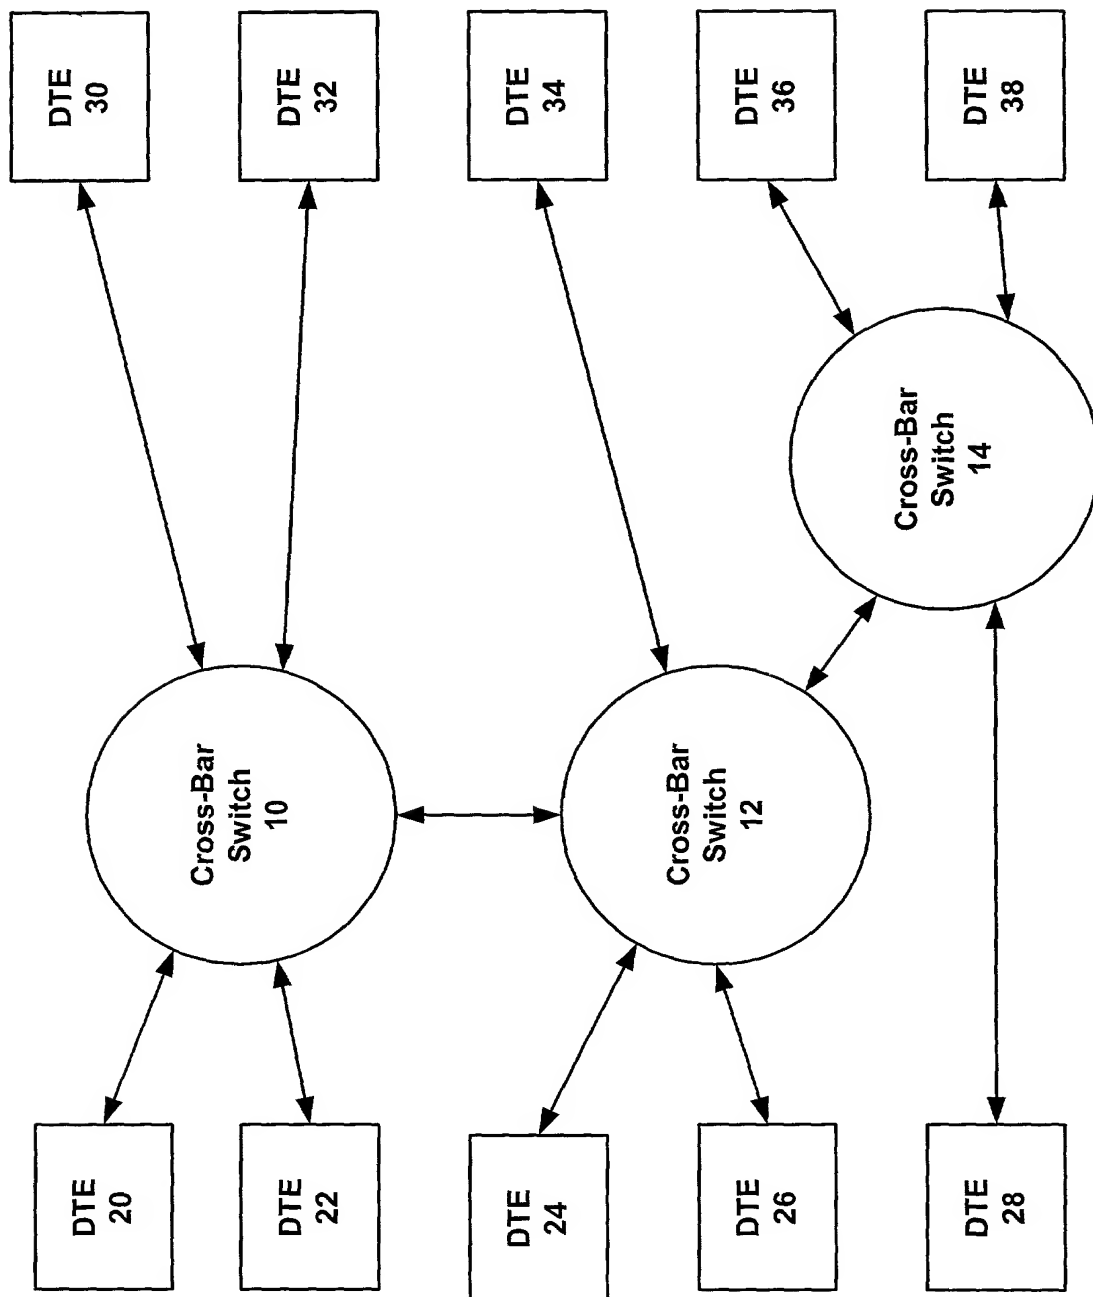 DTE
20
DTE
22
DTE
24
DTE
26
DTE
28
Cross-Bar
Switch
10
Cross-Bar
Switch
12
Cross-Bar
Switch
14
DTE
30
DTE
32
DTE
34
DTE
36
DTE
38